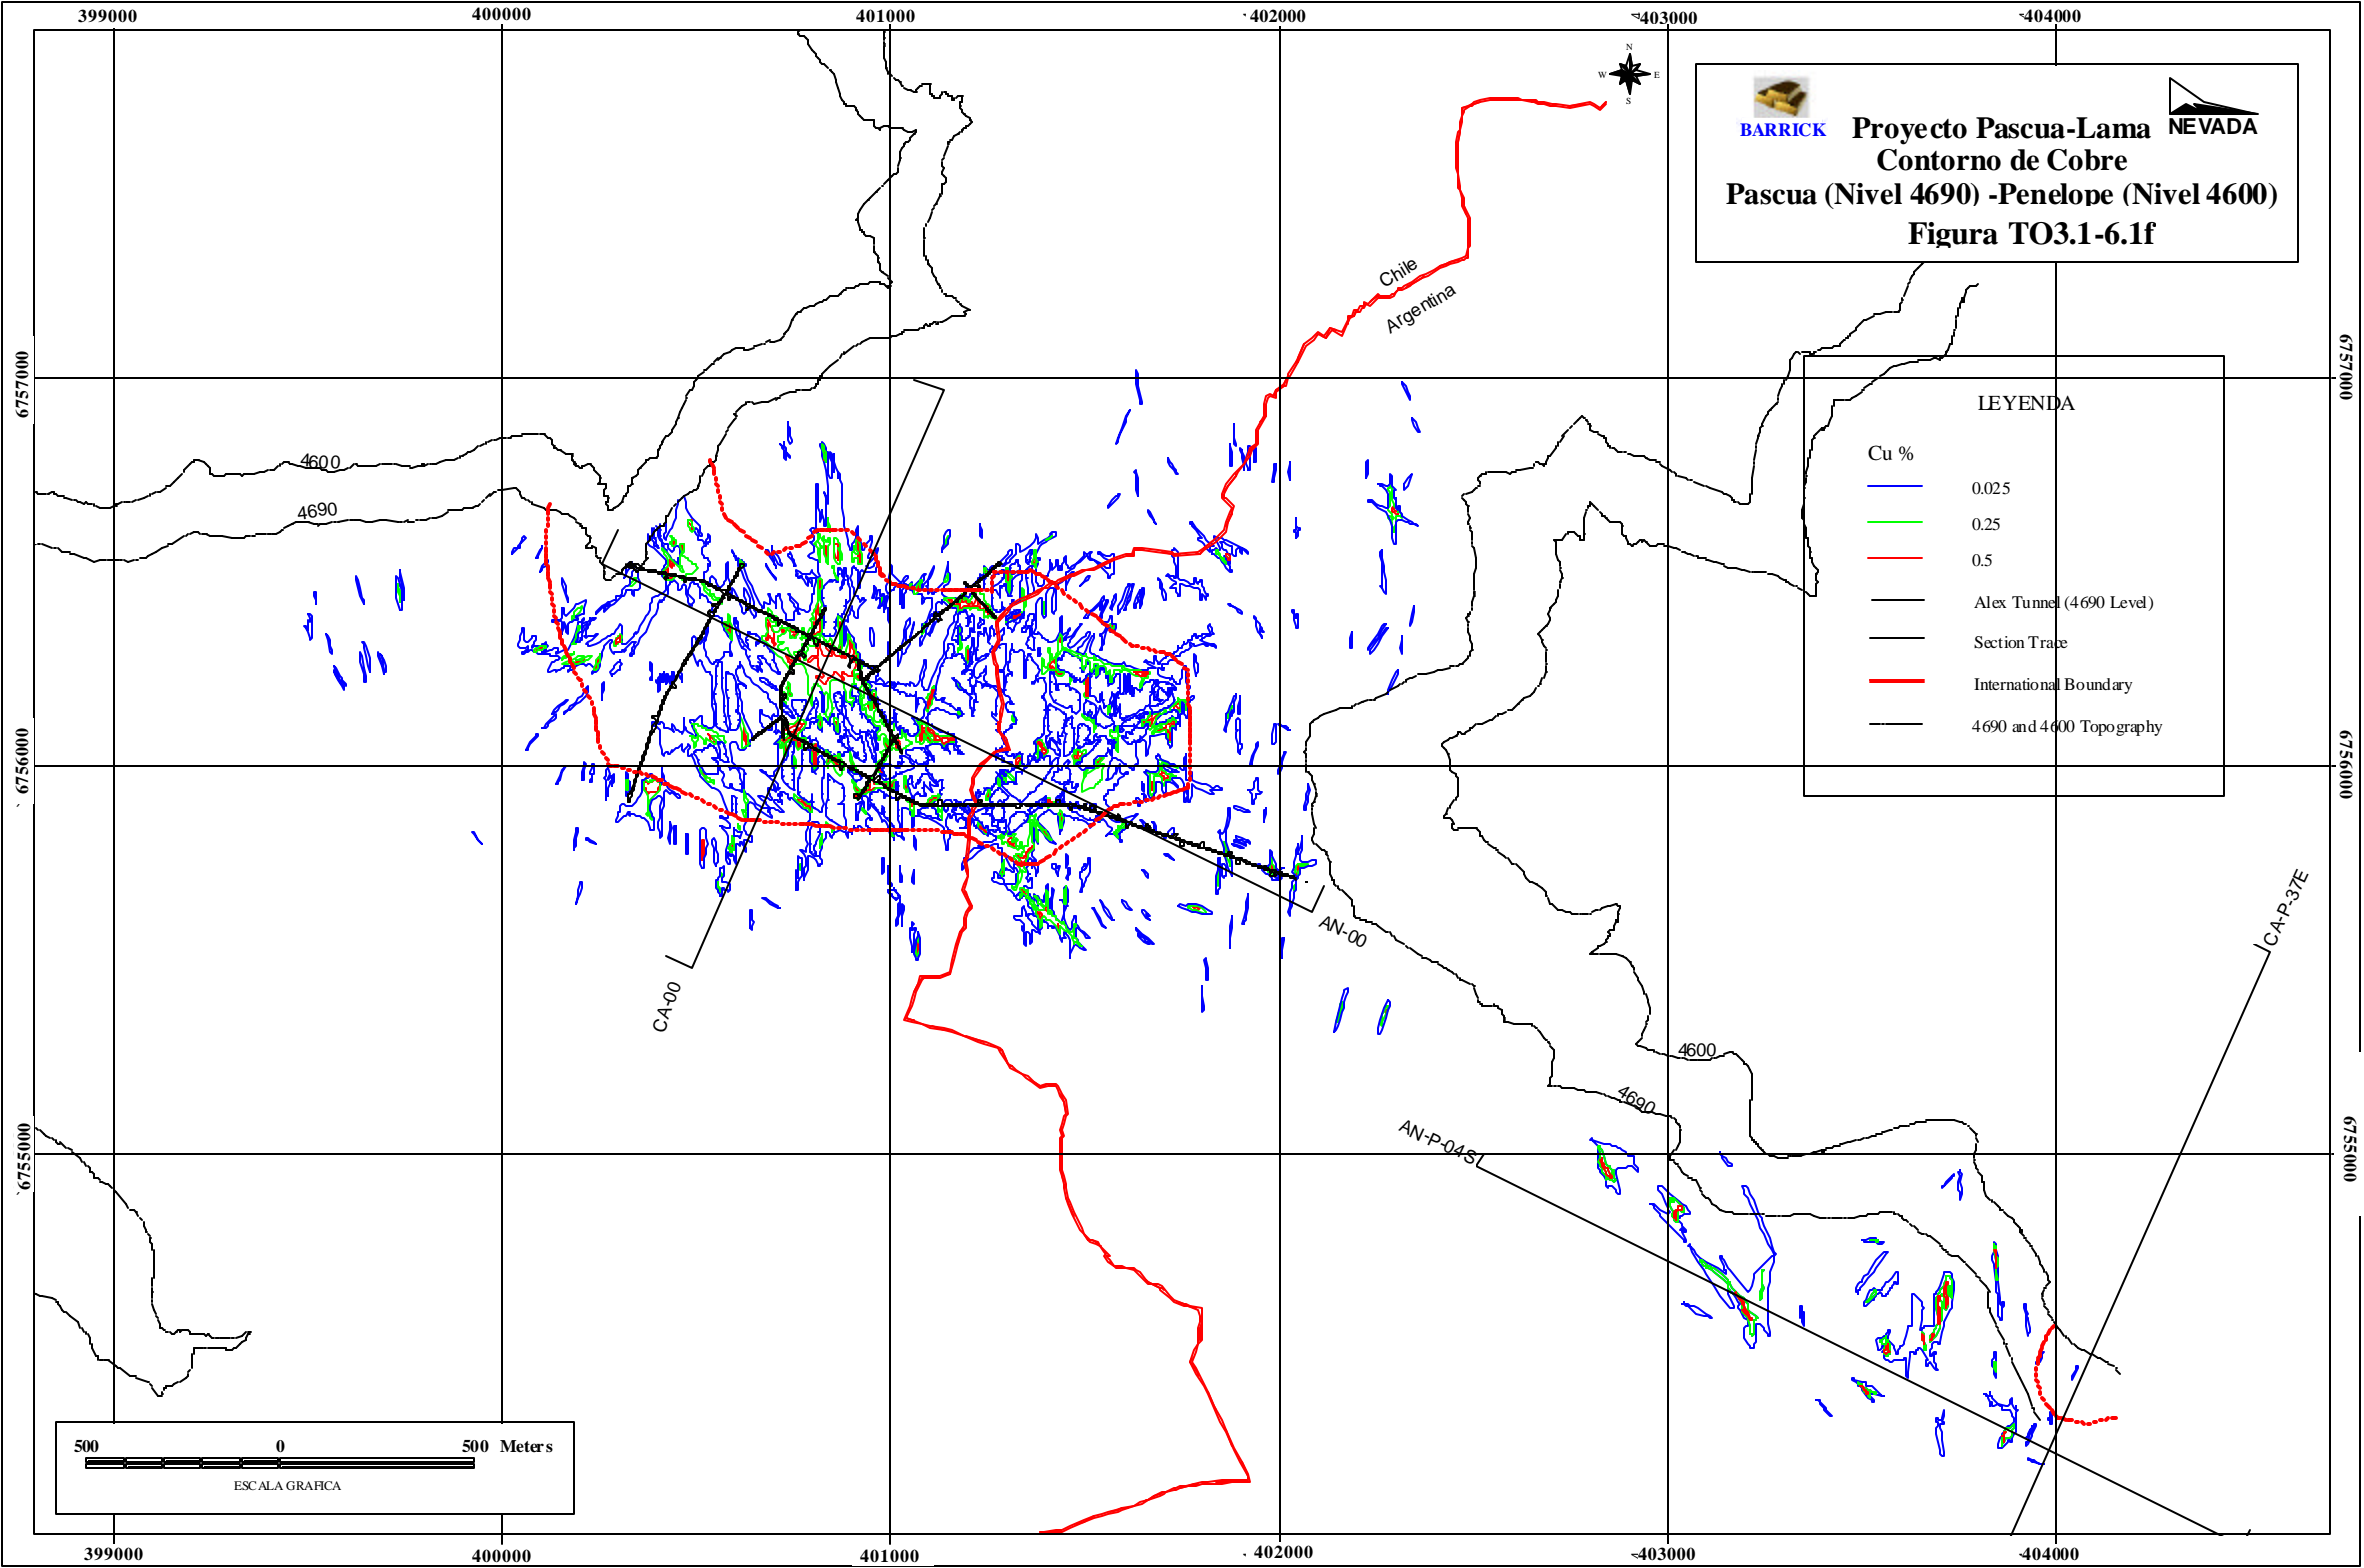 399000
400000
401000
402000
403000
404000
N
W
E
S
BARRICK
NEVADA
Proyecto Pascua-Lama
Contorno de Cobre
Pascua (Nivel 4690) -Penelope (Nivel 4600)
Figura TO3.1-6.1f
Chile
Argentina
6757000
6757000
LEYENDA
Cu %
0.025
0.25
0.5
Alex Tunnel (4690 Level)
Section Trace
International Boundary
4690 and 4600 Topography
4600
4690
6756000
6756000
CA-P-37E
AN-00
CA-00
4600
4690
AN-P-04S
6755000
6755000
500
0
500 Meters
ESCALA GRAFICA
399000
400000
401000
402000
403000
404000